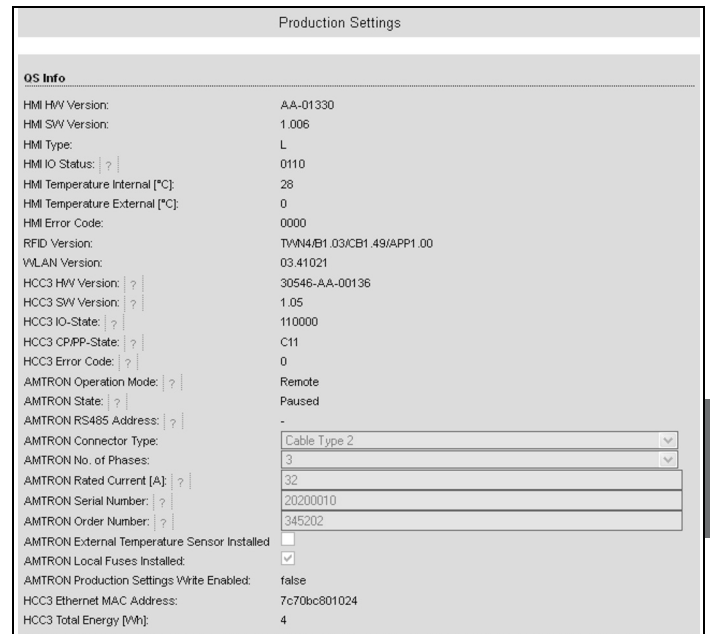 Production Settings
QS Info
HMI HW Version: AA-01330
HMI SW Version: 1.006
HMI Type: L
HMI IO Status: ? 0110
HMI Temperature Internal [°C]: 28
HMI Temperature External [°C]: 0
HMI Error Code: 0000
RFID Version: TWN4/B1.03/CB1.49/APP1.00
WLAN Version: 03.41021
HCC3 HW Version: ? 30546-AA-00136
HCC3 SW Version: ? 1.05
HCC3 IO-State: ? 110000
HCC3 CP/PP-State: ? C11
HCC3 Error Code: ? 0
AMTRON Operation Mode: ? Remote
AMTRON State: ? Paused
AMTRON RS485 Address: ? -
AMTRON Connector Type: Cable Type 2
AMTRON No. of Phases: 3
AMTRON Rated Current [A]: ? 32
AMTRON Serial Number: ? 20200010
AMTRON Order Number: ? 345202
AMTRON External Temperature Sensor Installed
AMTRON Local Fuses Installed:
AMTRON Production Settings Write Enabled: false
HCC3 Ethernet MAC Address: 7c70bc801024
HCC3 Total Energy [Wh]: 4